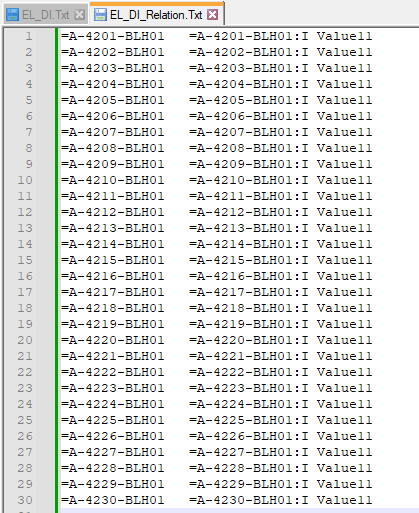 EL_DI.Txt EL_DI_Relation.Txt
1 =A-4201-BLH01 =A-4201-BLH01:I Value11
2 =A-4202-BLH01 =A-4202-BLH01:I Value11
3 =A-4203-BLH01 =A-4203-BLH01:I Value11
4 =A-4204-BLH01 =A-4204-BLH01:I Value11
5 =A-4205-BLH01 =A-4205-BLH01:I Value11
6 =A-4206-BLH01 =A-4206-BLH01:I Value11
7 =A-4207-BLH01 =A-4207-BLH01:I Value11
8 =A-4208-BLH01 =A-4208-BLH01:I Value11
9 =A-4209-BLH01 =A-4209-BLH01:I Value11
10 =A-4210-BLH01 =A-4210-BLH01:I Value11
11 =A-4211-BLH01 =A-4211-BLH01:I Value11
12 =A-4212-BLH01 =A-4212-BLH01:I Value11
13 =A-4213-BLH01 =A-4213-BLH01:I Value11
14 =A-4214-BLH01 =A-4214-BLH01:I Value11
15 =A-4215-BLH01 =A-4215-BLH01:I Value11
16 =A-4216-BLH01 =A-4216-BLH01:I Value11
17 =A-4217-BLH01 =A-4217-BLH01:I Value11
18 =A-4218-BLH01 =A-4218-BLH01:I Value11
19 =A-4219-BLH01 =A-4219-BLH01:I Value11
20 =A-4220-BLH01 =A-4220-BLH01:I Value11
21 =A-4221-BLH01 =A-4221-BLH01:I Value11
22 =A-4222-BLH01 =A-4222-BLH01:I Value11
23 =A-4223-BLH01 =A-4223-BLH01:I Value11
24 =A-4224-BLH01 =A-4224-BLH01:I Value11
25 =A-4225-BLH01 =A-4225-BLH01:I Value11
26 =A-4226-BLH01 =A-4226-BLH01:I Value11
27 =A-4227-BLH01 =A-4227-BLH01:I Value11
28 =A-4228-BLH01 =A-4228-BLH01:I Value11
29 =A-4229-BLH01 =A-4229-BLH01:I Value11
30 =A-4230-BLH01 =A-4230-BLH01:I Value11